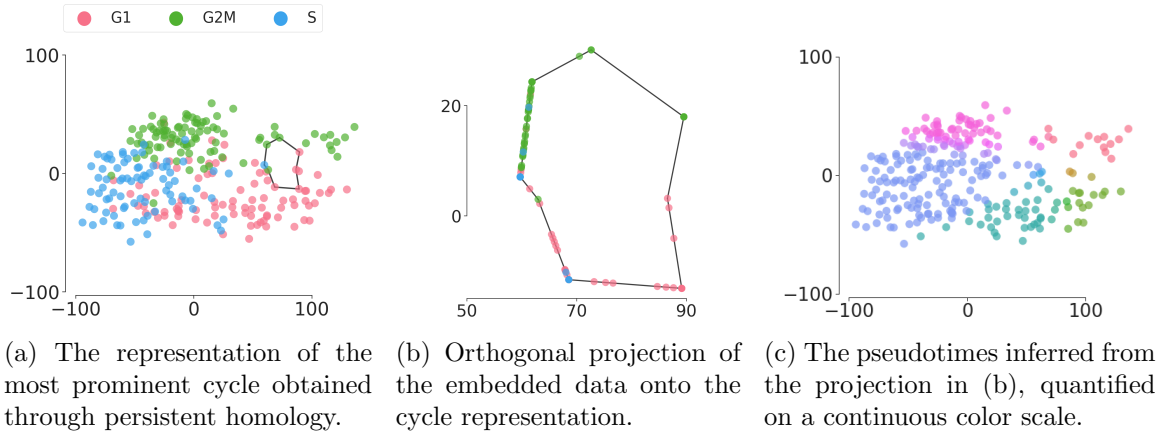 G1 G2M S
100
0
−100
−100 0 100
20
0
50 70 90
100
0
−100
−100 0 100
(a) The representation of the
most prominent cycle obtained
through persistent homology.
(b) Orthogonal projection of
the embedded data onto the
cycle representation.
(c) The pseudotimes inferred from
the projection in (b), quantified
on a continuous color scale.